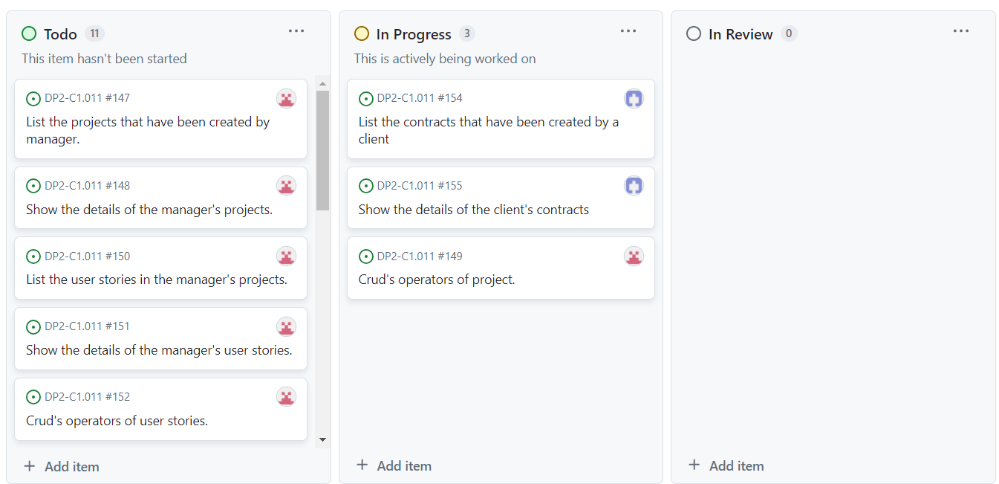 Todo 11
This item hasn't been started
DP2-C1.011 #147
List the projects that have been created by
manager.
DP2-C1.011 #148
Show the details of the manager's projects.
DP2-C1.011 #150
List the user stories in the manager's projects.
DP2-C1.011 #151
Show the details of the manager's user stories.
DP2-C1.011 #152
Crud's operators of user stories.
+ Add item
In Progress 3
This is actively being worked on
DP2-C1.011 #154
List the contracts that have been created by a
client
DP2-C1.011 #155
Show the details of the client's contracts
DP2-C1.011 #149
Crud's operators of project.
+ Add item
In Review 0
+ Add item